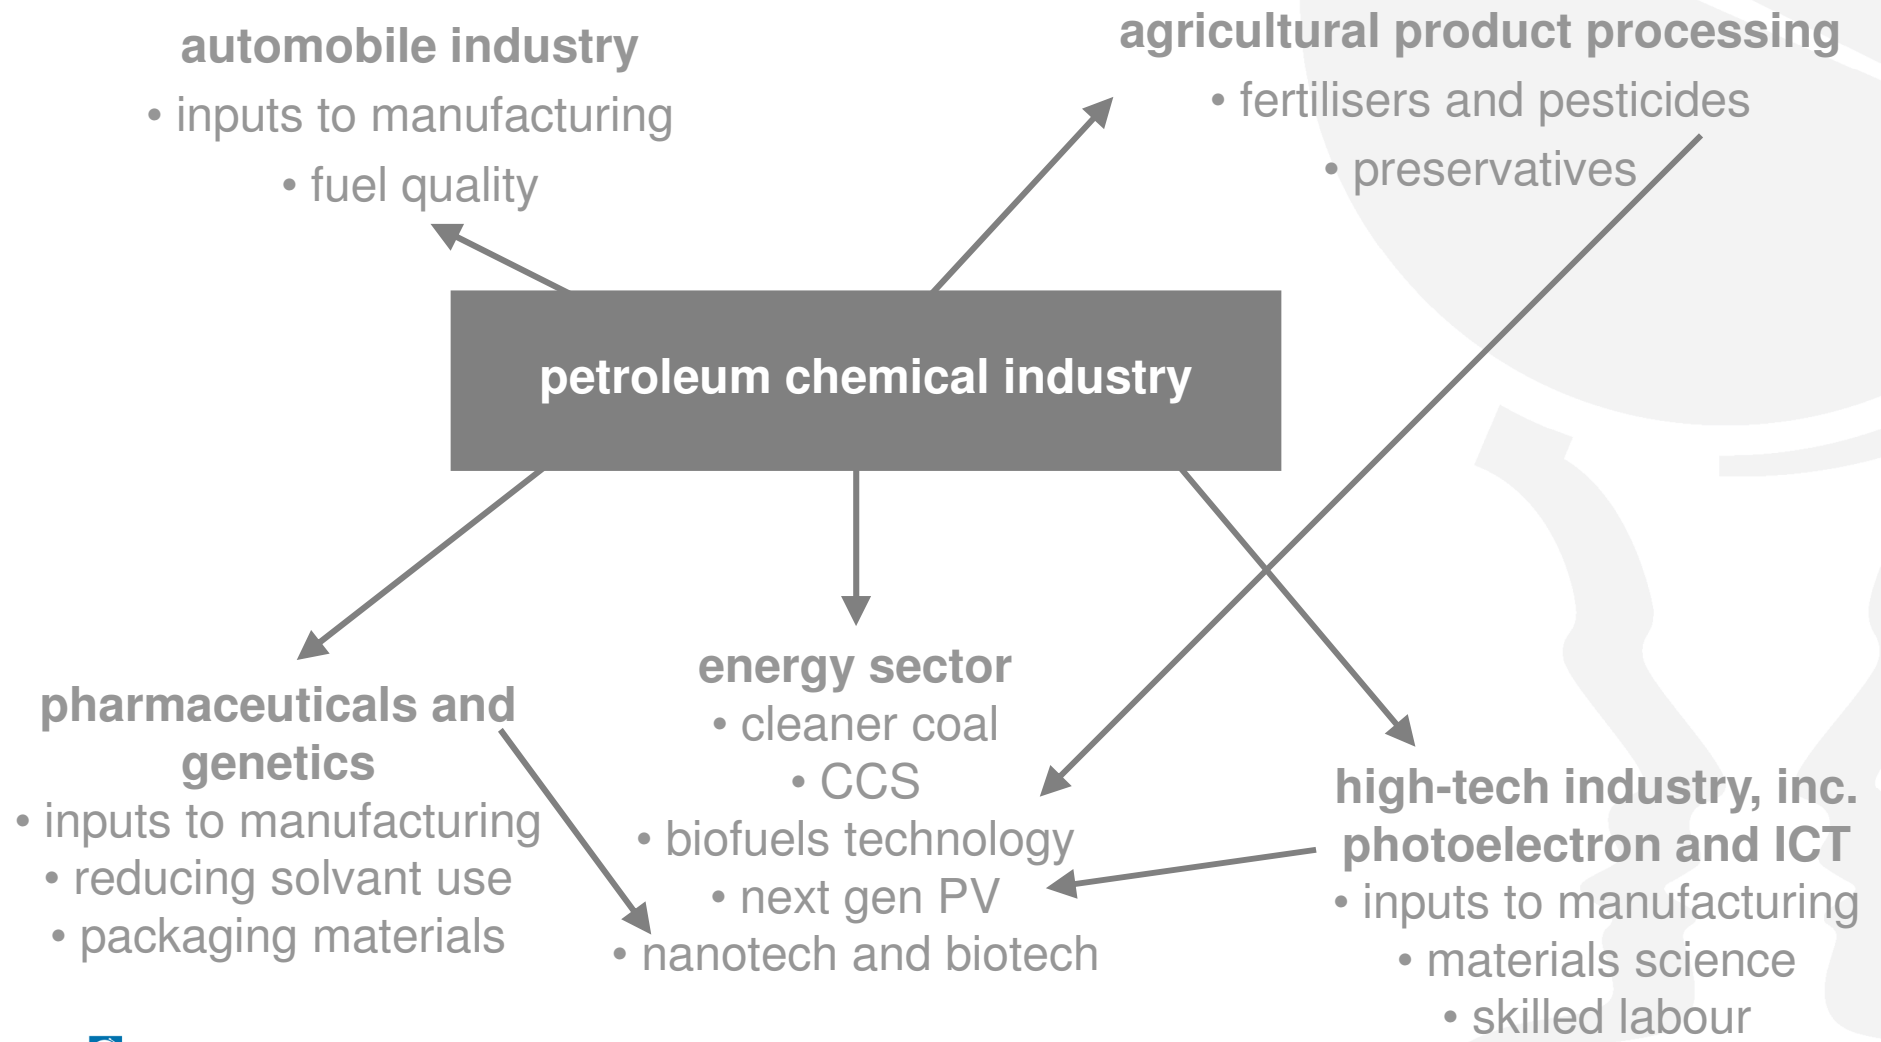 automobile industry
• inputs to manufacturing
• fuel quality
agricultural product processing
• fertilisers and pesticides
• preservatives
petroleum chemical industry
pharmaceuticals and
genetics
• inputs to manufacturing
• reducing solvant use
• packaging materials
energy sector
• cleaner coal
• CCS
• biofuels technology
• next gen PV
• nanotech and biotech
high-tech industry, inc.
photoelectron and ICT
• inputs to manufacturing
• materials science
• skilled labour